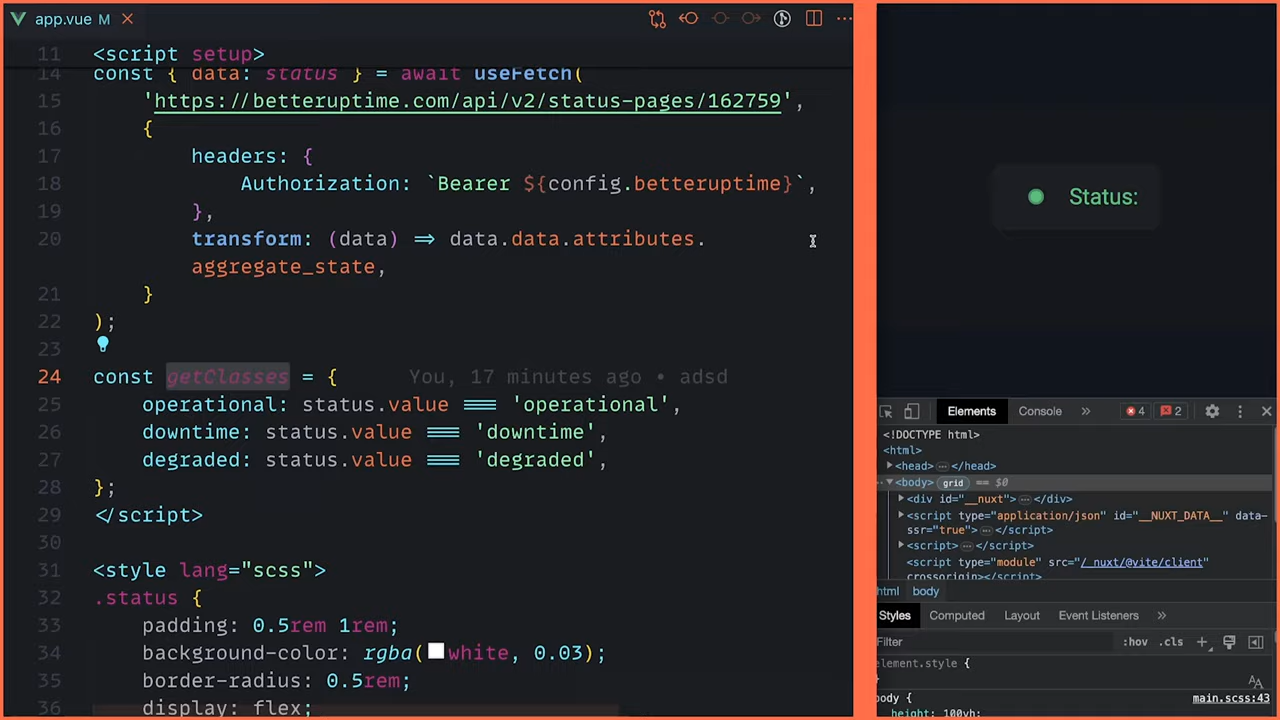 app.vue M
11 <script setup>
14 const { data: status } = await useFetch(
15 'https://betteruptime.com/api/v2/status-pages/162759',
16 {
17 headers: {
18 Authorization: `Bearer ${config.betteruptime}`,
19 },
20 transform: (data) => data.data.attributes.
aggregate_state,
21 }
22 );
23
24 const getClasses = { You, 17 minutes ago • adsd
25 operational: status.value === 'operational',
26 downtime: status.value === 'downtime',
27 degraded: status.value === 'degraded',
28 };
29 </script>
30
31 <style lang="scss">
32 .status {
33 padding: 0.5rem 1rem;
34 background-color: rgba(white, 0.03);
35 border-radius: 0.5rem;
36 display: flex;
Status:
Elements Console » 4 2
<!DOCTYPE html>
<html>
<head> … </head>
<body> grid == $0
<div id="__nuxt"> … </div>
<script type="application/json" id="__NUXT_DATA__" data-
ssr="true"> … </script>
<script> … </script>
<script type="module" src="/_nuxt/@vite/client"
crossorigin></script>
html body
Styles Computed Layout Event Listeners »
Filter :hov .cls +
element.style {
}
body { main.scss:43
height: 100vh;